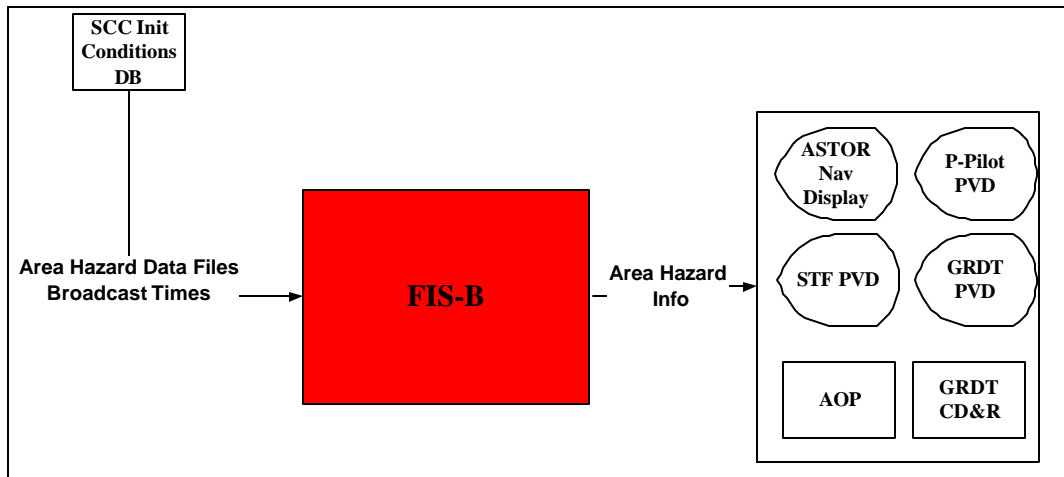 SCC Init
Conditions
DB
Area Hazard Data Files
Broadcast Times
FIS-B
Area Hazard
Info
ASTOR
Nav
Display
P-Pilot
PVD
STF PVD
GRDT
PVD
AOP
GRDT
CD&R